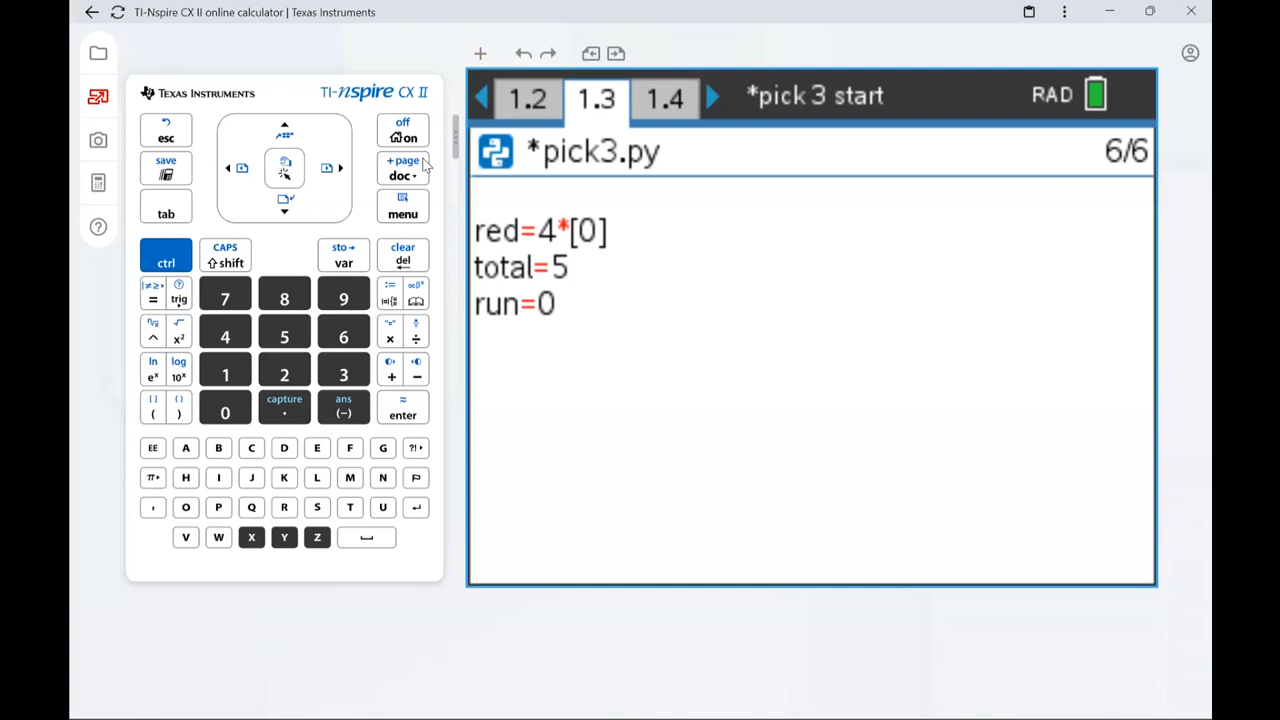 TI-Nspire CX II online calculator | Texas Instruments
TEXAS INSTRUMENTS
TI-nspire CX II
esc
off
on
save
+ page
doc
tab
menu
CAPS
sto →
clear
ctrl
shift
var
del
|≠≥▸
?
:=
∞β°
=
trig
7
8
9
|□|{
ⁿ√x
√
"□"
^
x²
4
5
6
×
÷
ln
log
eˣ
10ˣ
1
2
3
+
−
[ ]
{ }
capture
ans
≈
(
)
0
.
(−)
enter
EE
A
B
C
D
E
F
G
?!▸
π▸
H
I
J
K
L
M
N
,
O
P
Q
R
S
T
U
V
W
X
Y
Z
1.2
1.3
1.4
*pick 3 start
RAD
*pick3.py
6/6
red=4*[0]
total=5
run=0